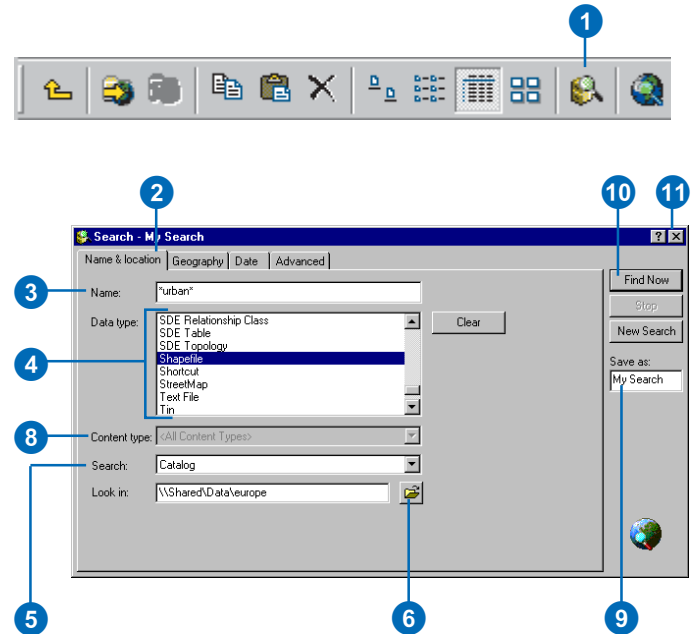 1
2
10
11
Search - My Search
Name & location
Geography
Date
Advanced
3
Name:
*urban*
Find Now
Data type:
SDE Relationship Class
SDE Table
SDE Topology
Shapefile
Shortcut
StreetMap
Text File
Tin
Clear
Stop
New Search
4
Save as:
My Search
8
Content type:
<All Content Types>
Search:
Catalog
Look in:
\\Shared\Data\europe
5
6
9